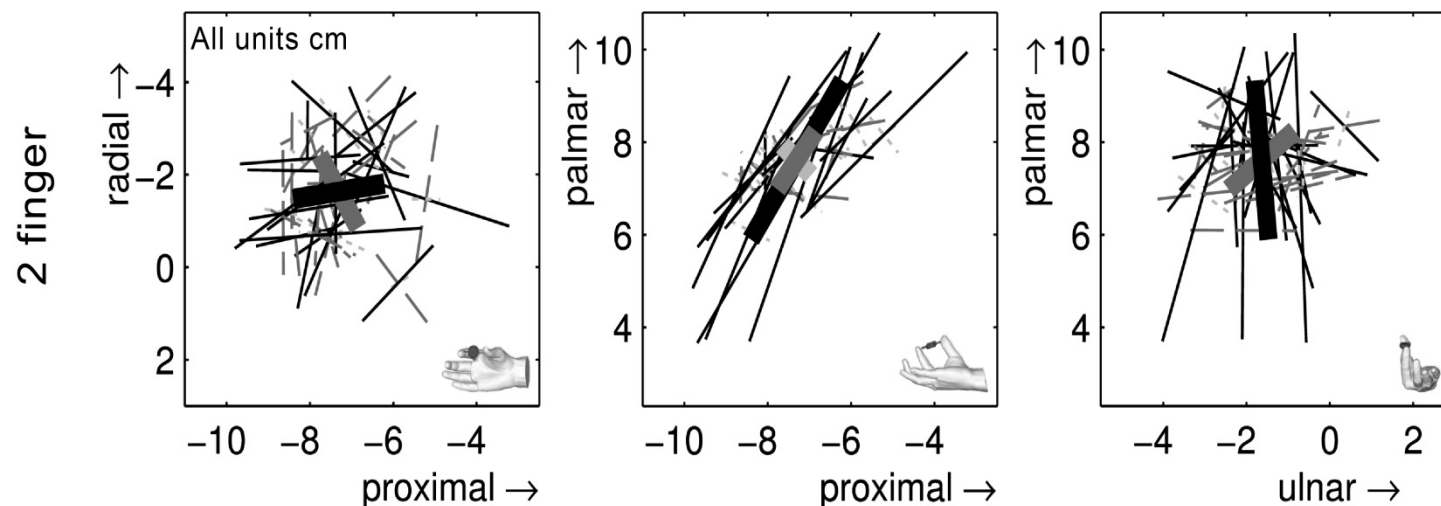 2 finger
All units cm
radial →
−4
−2
0
2
−10 −8 −6 −4
proximal →
palmar →
10
8
6
4
−10 −8 −6 −4
proximal →
palmar →
10
8
6
4
−4 −2 0 2
ulnar →